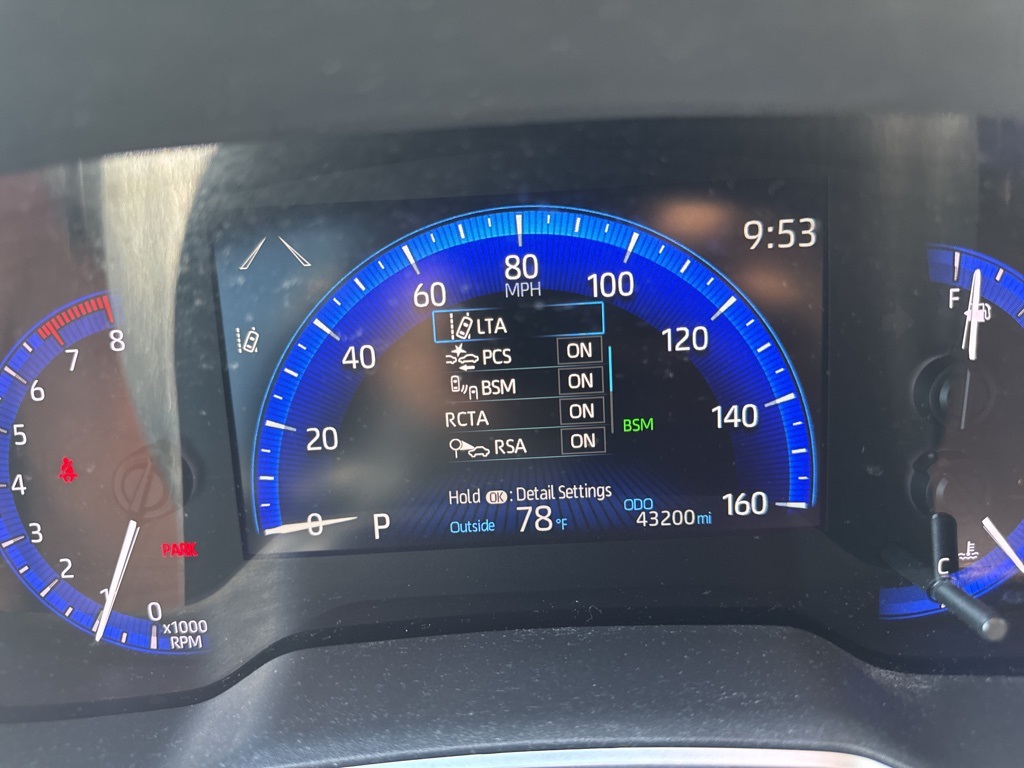 9:53
0
20
40
60
80
MPH
100
120
140
160
LTA
PCS ON
BSM ON
RCTA ON
RSA ON
BSM
Hold OK : Detail Settings
Outside 78 °F
ODO
43200 mi
P
8
7
6
5
4
3
2
1
0
x1000
RPM
PARK
F
C